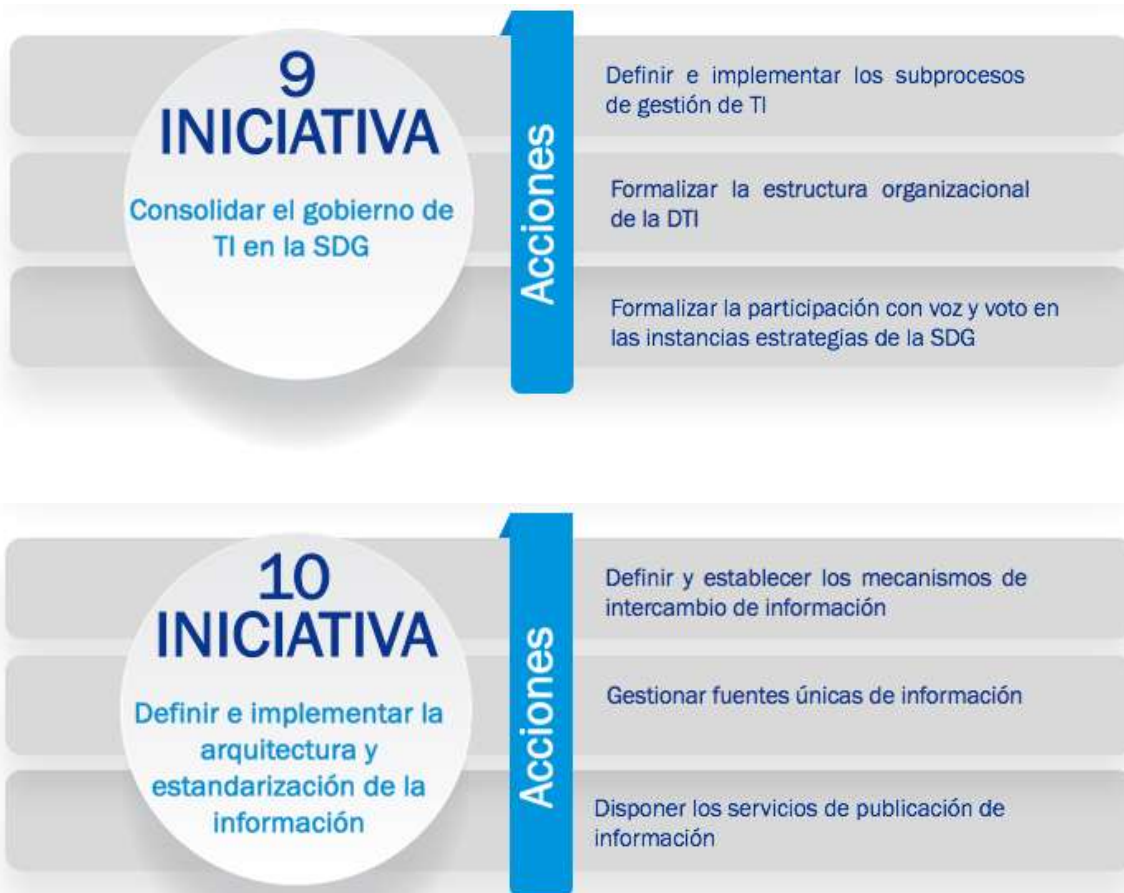 9
INICIATIVA
Consolidar el gobierno de
TI en la SDG
Acciones
Definir e implementar los subprocesos
de gestión de TI
Formalizar la estructura organizacional
de la DTI
Formalizar la participación con voz y voto en
las instancias estrategias de la SDG
10
INICIATIVA
Definir e implementar la
arquitectura y
estandarización de la
información
Acciones
Definir y establecer los mecanismos de
intercambio de información
Gestionar fuentes únicas de información
Disponer los servicios de publicación de
información